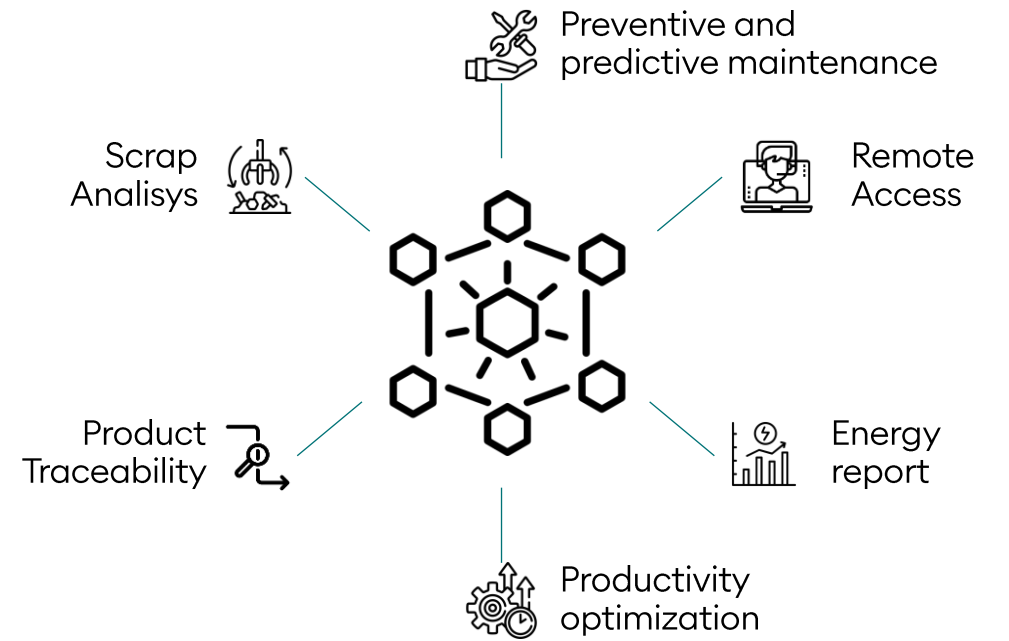 Preventive and
predictive maintenance
Scrap
Analisys
Remote
Access
Product
Traceability
Energy
report
Productivity
optimization